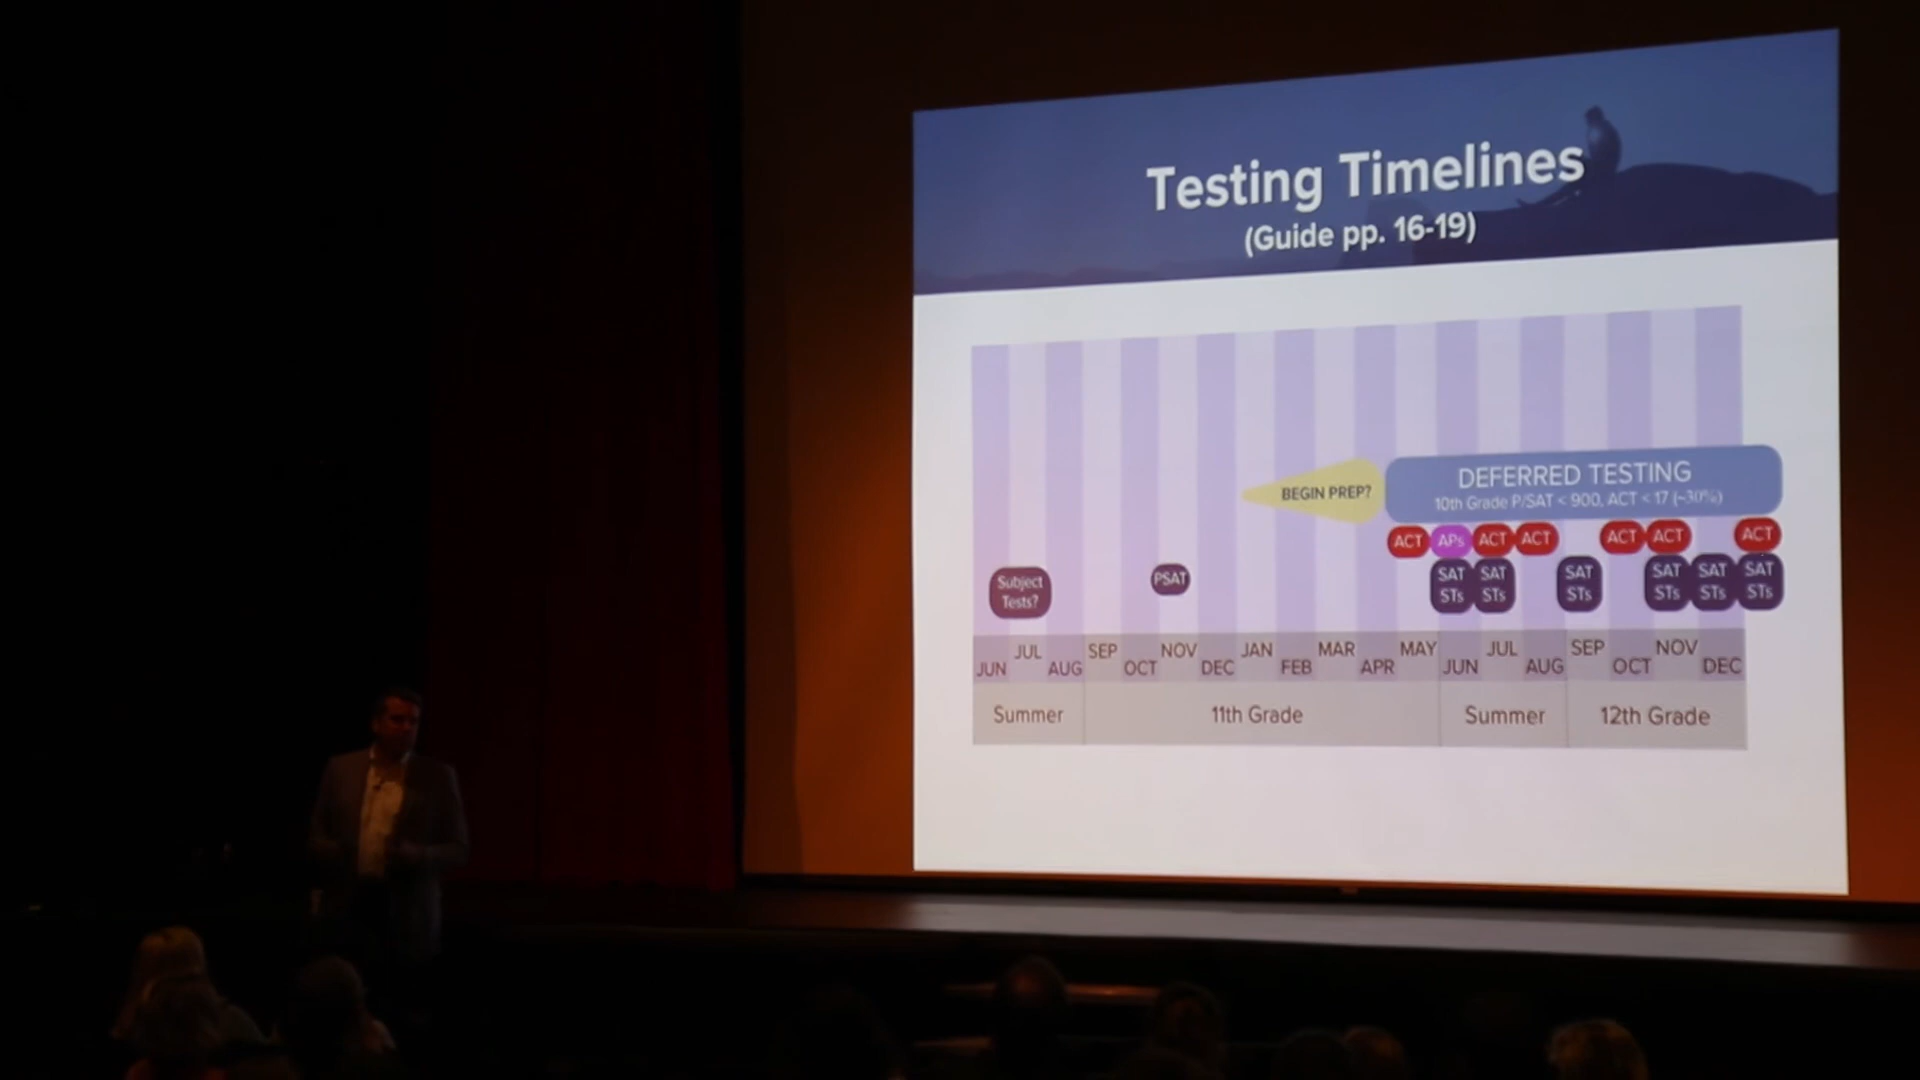 Testing Timelines
(Guide pp. 16-19)
BEGIN PREP?
DEFERRED TESTING
10th Grade P/SAT < 900, ACT < 17 (~30%)
ACT APs ACT ACT ACT ACT ACT
Subject
Tests?
PSAT
SAT
STs
SAT
STs
SAT
STs
SAT
STs
SAT
STs
SAT
STs
JUN JUL AUG SEP OCT NOV DEC JAN FEB MAR APR MAY JUN JUL AUG SEP OCT NOV DEC
Summer 11th Grade Summer 12th Grade